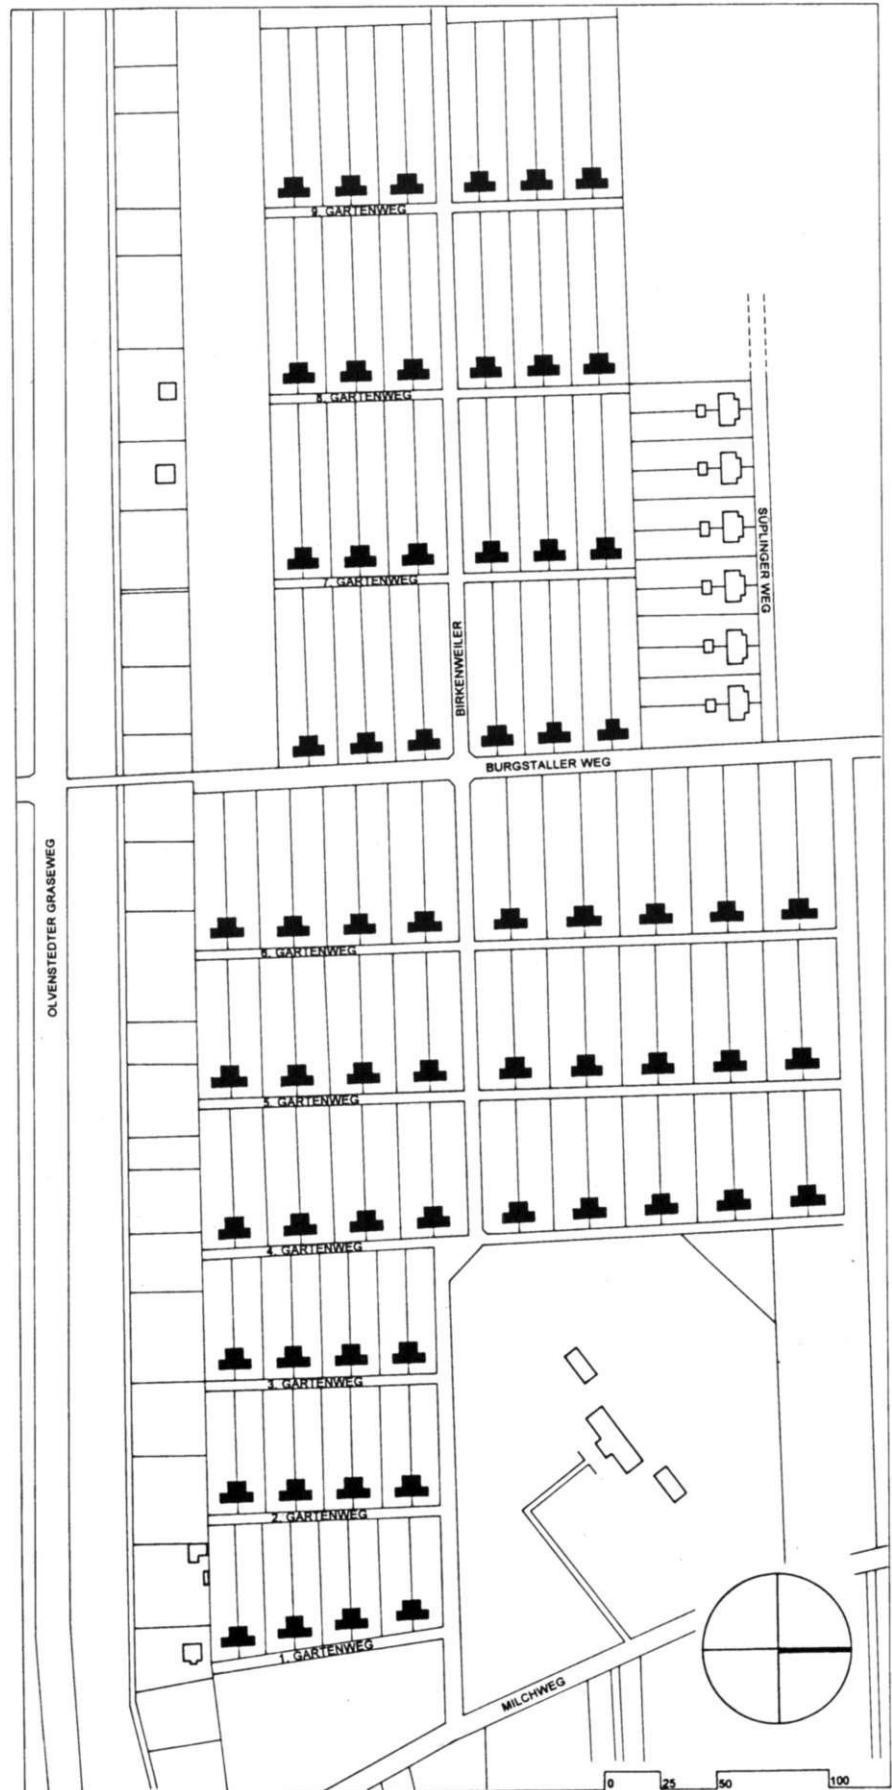 9. GARTENWEG
8. GARTENWEG
SÜPLINGER WEG
7. GARTENWEG
BIRKENWEILER
BURGSTALLER WEG
OLVENSTEDTER GRASEWEG
6. GARTENWEG
5. GARTENWEG
4. GARTENWEG
3. GARTENWEG
2. GARTENWEG
1. GARTENWEG
MILCHWEG
0 25 50 100